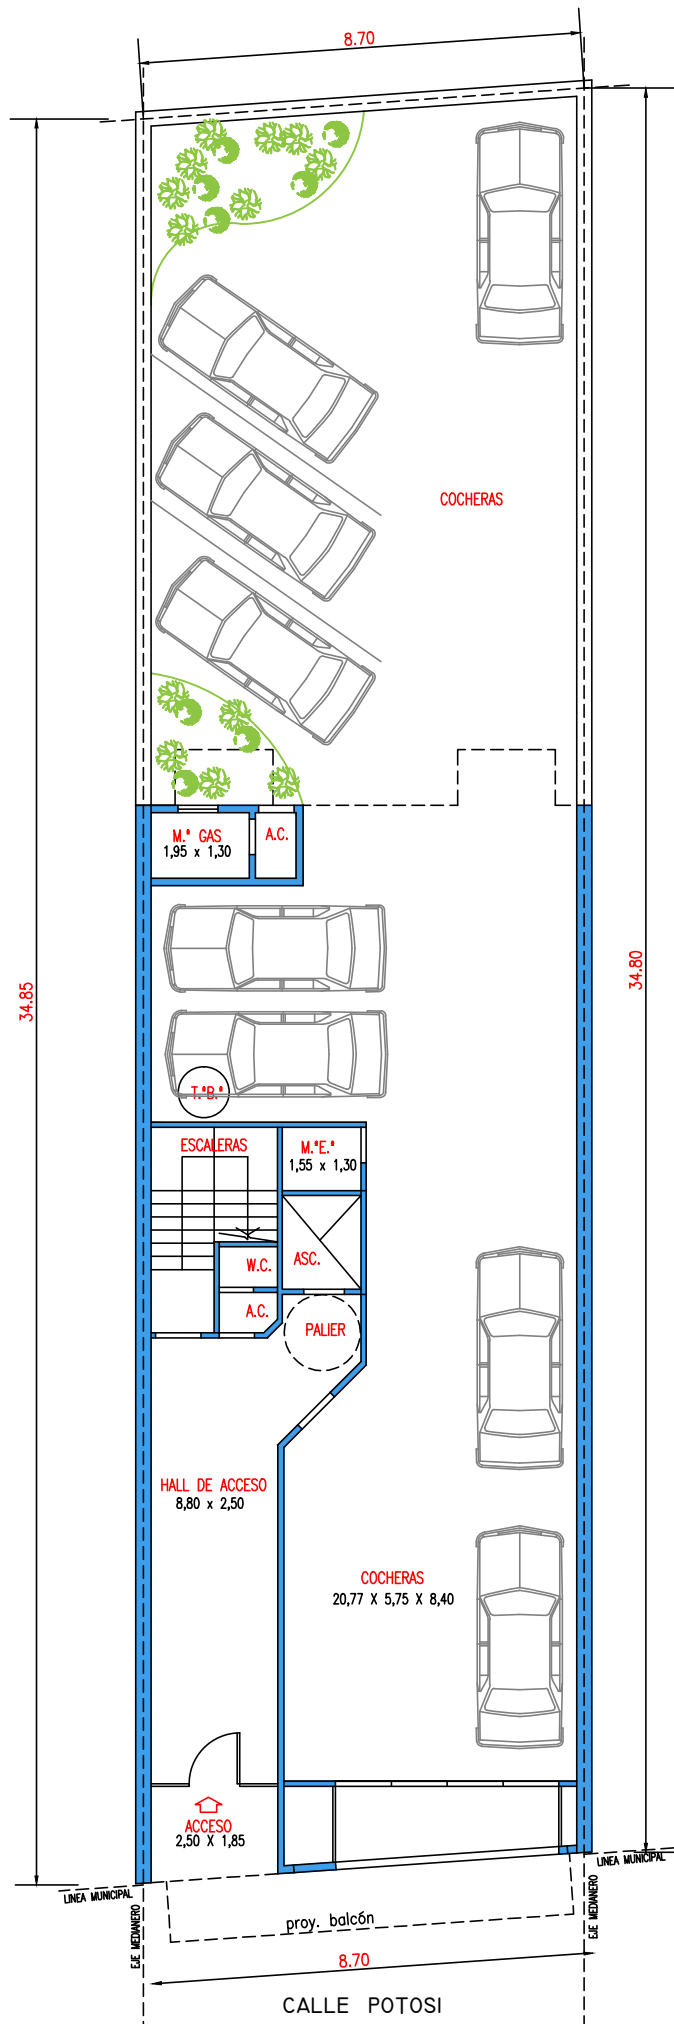 8.70
COCHERAS
M.ª GAS
1,95 x 1,30
A.C.
34.85
34.80
T.ªB.ª
ESCALERAS
M.ªE.ª
1,55 x 1,30
W.C.
ASC.
A.C.
PALIER
HALL DE ACCESO
8,80 x 2,50
COCHERAS
20,77 X 5,75 X 8,40
ACCESO
2,50 X 1,85
LINEA MUNICIPAL
LINEA MUNICIPAL
EJE MEDIANERO
EJE MEDIANERO
proy. balcón
8.70
CALLE POTOSI